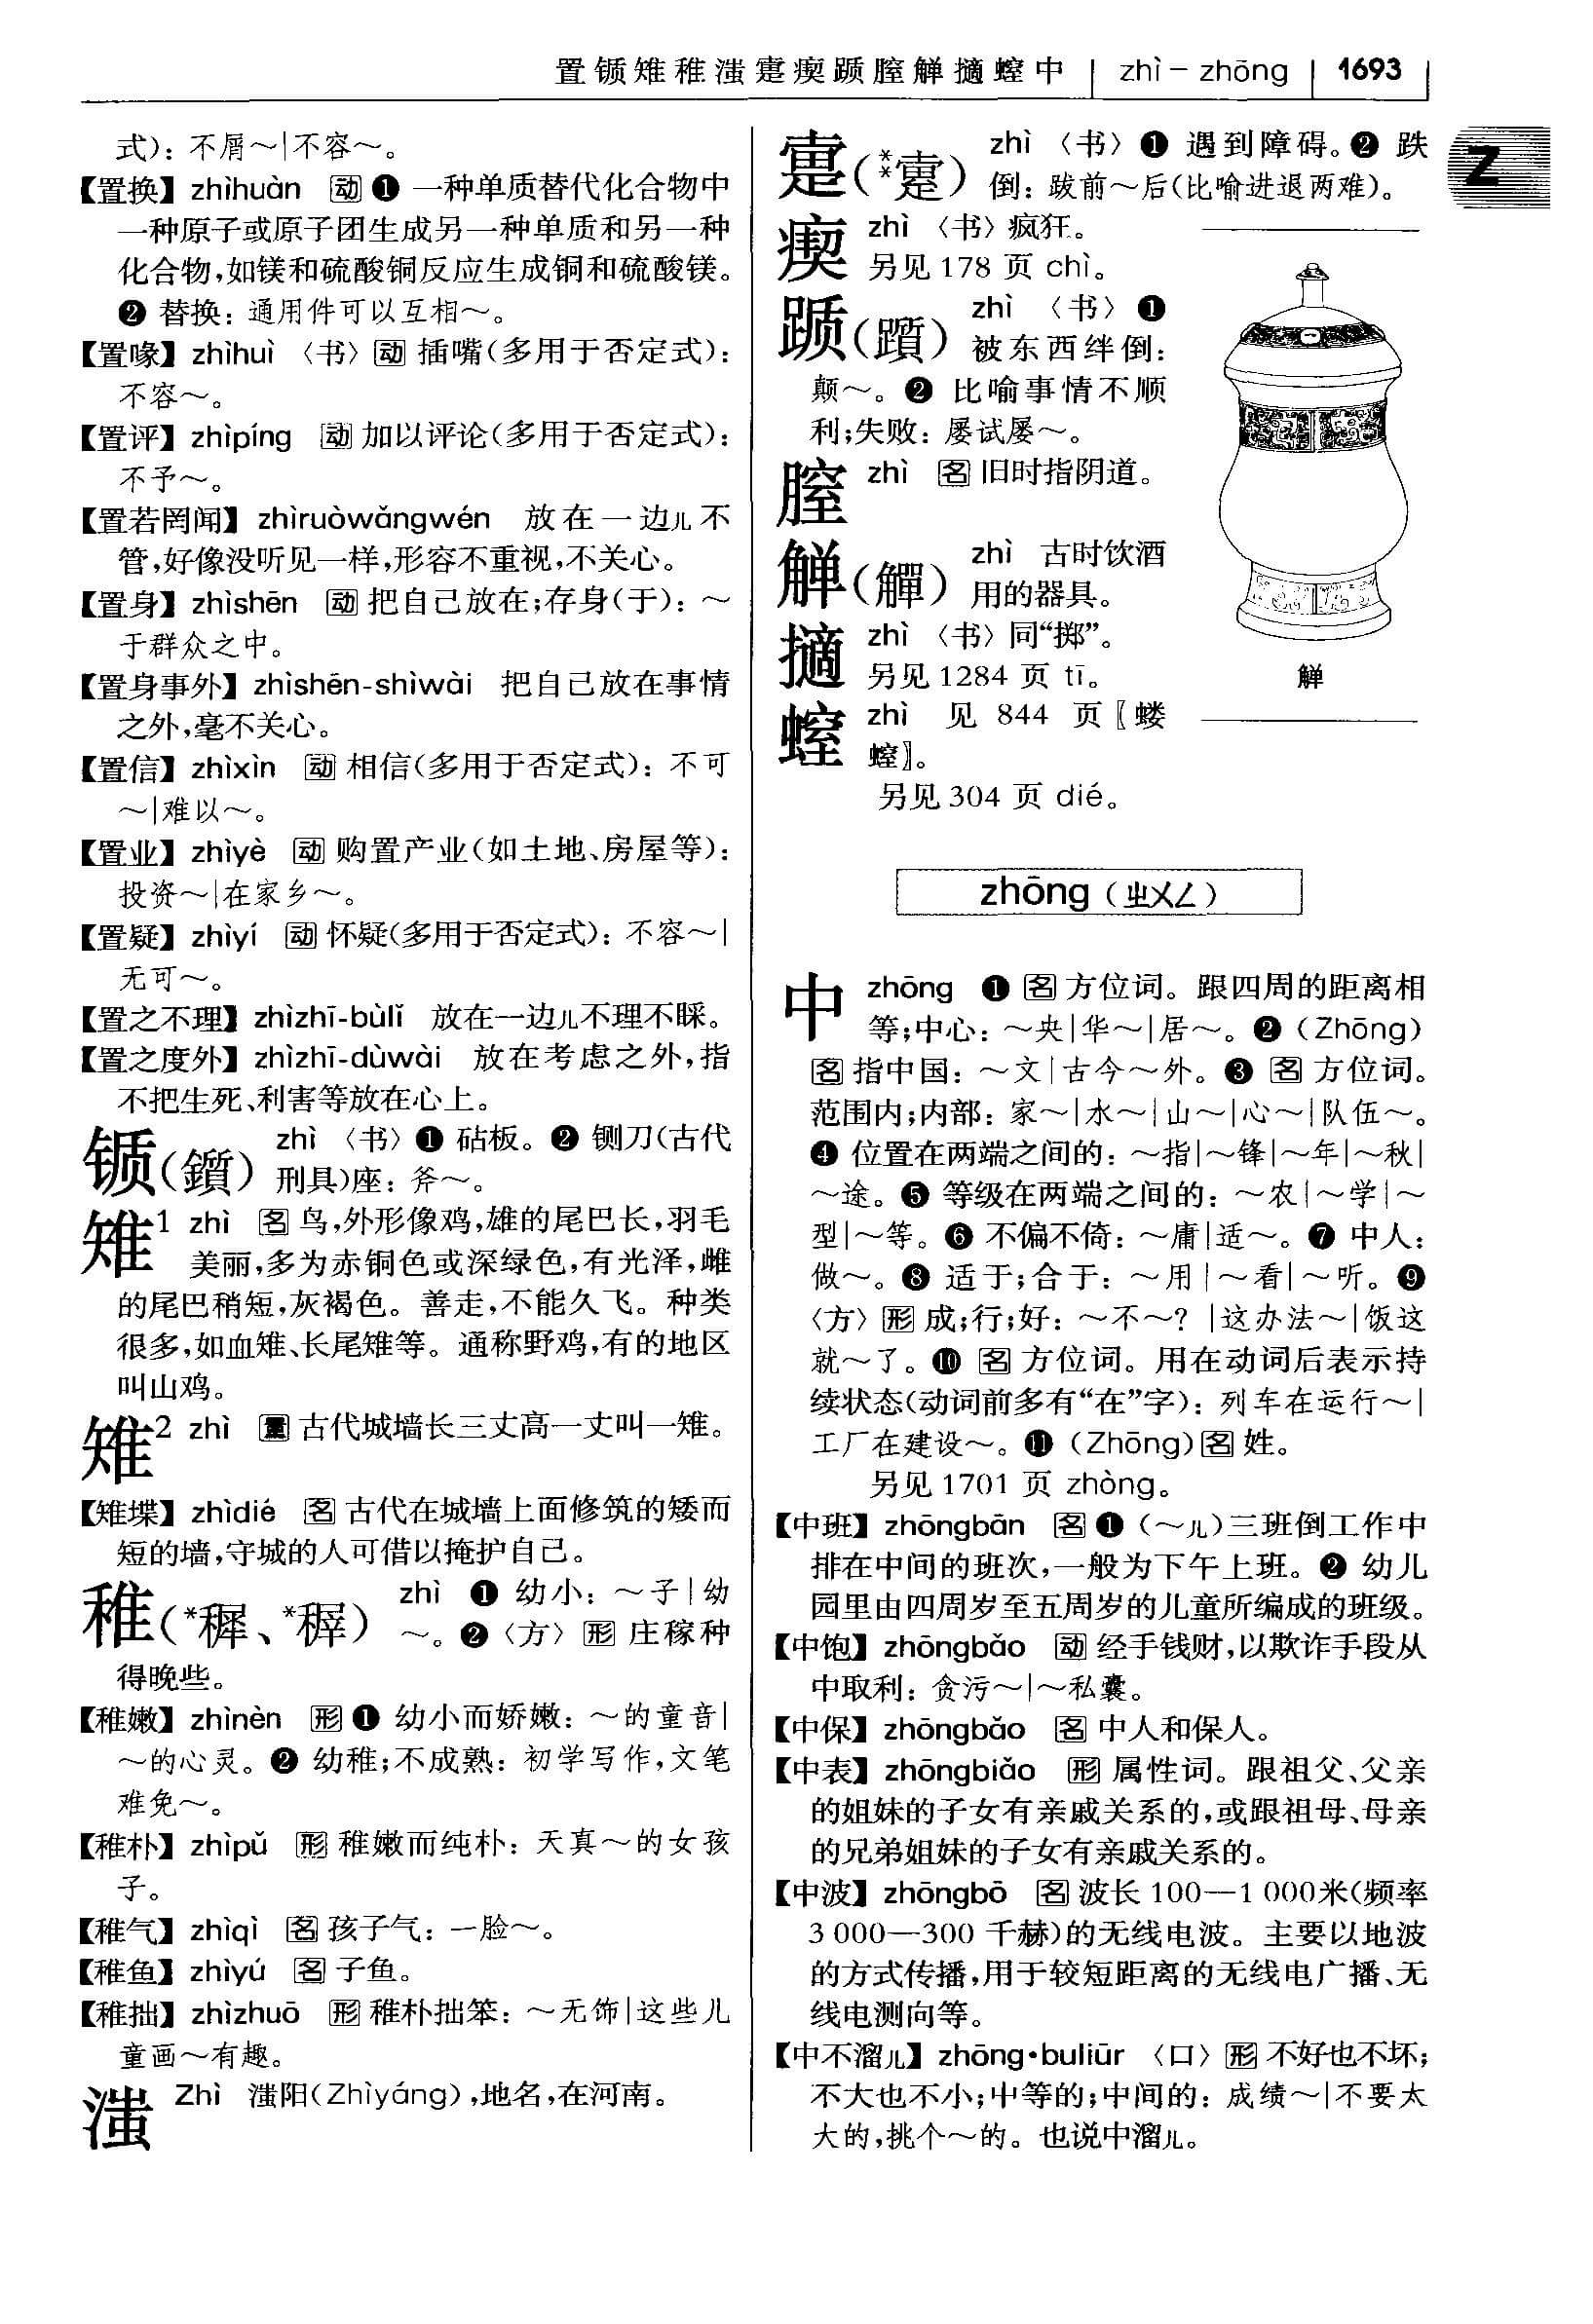 置锧雉稚滍疐瘈踬膣觯擿螲中 | zhì－zhōng | 1693
Z
式）：不屑～|不容～。
【置换】zhìhuàn 动 ❶ 一种单质替代化合物中
一种原子或原子团生成另一种单质和另一种
化合物，如镁和硫酸铜反应生成铜和硫酸镁。
❷ 替换：通用件可以互相～。
【置喙】zhìhuì〈书〉动 插嘴（多用于否定式）：
不容～。
【置评】zhìpíng 动 加以评论（多用于否定式）：
不予～。
【置若罔闻】zhìruòwǎngwén 放在一边儿不
管，好像没听见一样，形容不重视，不关心。
【置身】zhìshēn 动 把自己放在；存身（于）：～
于群众之中。
【置身事外】zhìshēn-shìwài 把自己放在事情
之外，毫不关心。
【置信】zhìxìn 动 相信（多用于否定式）：不可
～|难以～。
【置业】zhìyè 动 购置产业（如土地、房屋等）：
投资～|在家乡～。
【置疑】zhìyí 动 怀疑（多用于否定式）：不容～|
无可～。
【置之不理】zhìzhī-bùlǐ 放在一边儿不理不睬。
【置之度外】zhìzhī-dùwài 放在考虑之外，指
不把生死、利害等放在心上。
锧（鑕） zhì〈书〉❶ 砧板。❷ 铡刀（古代
刑具）座：斧～。
雉1 zhì 名 鸟，外形像鸡，雄的尾巴长，羽毛
美丽，多为赤铜色或深绿色，有光泽，雌
的尾巴稍短，灰褐色。善走，不能久飞。种类
很多，如血雉、长尾雉等。通称野鸡，有的地区
叫山鸡。
雉2 zhì 量 古代城墙长三丈高一丈叫一雉。
【雉堞】zhìdié 名 古代在城墙上面修筑的矮而
短的墙，守城的人可借以掩护自己。
稚（*稺、*穉） zhì ❶ 幼小：～子|幼
～。❷〈方〉形 庄稼种
得晚些。
【稚嫩】zhìnèn 形 ❶ 幼小而娇嫩：～的童音|
～的心灵。❷ 幼稚；不成熟：初学写作，文笔
难免～。
【稚朴】zhìpǔ 形 稚嫩而纯朴：天真～的女孩
子。
【稚气】zhìqì 名 孩子气：一脸～。
【稚鱼】zhìyú 名 子鱼。
【稚拙】zhìzhuō 形 稚朴拙笨：～无饰|这些儿
童画～有趣。
滍 Zhì 滍阳（Zhìyáng），地名，在河南。
疐（**疐） zhì〈书〉❶ 遇到障碍。❷ 跌
倒：跋前～后（比喻进退两难）。
瘈 zhì〈书〉疯狂。
另见178 页 chì。
踬（躓） zhì〈书〉❶
被东西绊倒：
颠～。❷ 比喻事情不顺
利；失败：屡试屡～。
膣 zhì 名 旧时指阴道。
觯（觶） zhì 古时饮酒
用的器具。
擿 zhì〈书〉同“掷”。
另见1284 页 tī。
螲 zhì 见 844 页〖蝼
螲〗。
另见304 页 dié。
觯
zhōng（ㄓㄨㄥ）
中 zhōng ❶ 名 方位词。跟四周的距离相
等；中心：～央|华～|居～。❷（Zhōng）
名 指中国：～文|古今～外。❸ 名 方位词。
范围内；内部：家～|水～|山～|心～|队伍～。
❹ 位置在两端之间的：～指|～锋|～年|～秋|
～途。❺ 等级在两端之间的：～农|～学|～
型|～等。❻ 不偏不倚：～庸|适～。❼ 中人：
做～。❽ 适于；合于：～用|～看|～听。❾
〈方〉形 成；行；好：～不～？|这办法～|饭这
就～了。❿ 名 方位词。用在动词后表示持
续状态（动词前多有“在”字）：列车在运行～|
工厂在建设～。⓫（Zhōng）名 姓。
另见1701 页 zhòng。
【中班】zhōngbān 名 ❶（～儿）三班倒工作中
排在中间的班次，一般为下午上班。❷ 幼儿
园里由四周岁至五周岁的儿童所编成的班级。
【中饱】zhōngbǎo 动 经手钱财，以欺诈手段从
中取利：贪污～|～私囊。
【中保】zhōngbǎo 名 中人和保人。
【中表】zhōngbiǎo 形 属性词。跟祖父、父亲
的姐妹的子女有亲戚关系的，或跟祖母、母亲
的兄弟姐妹的子女有亲戚关系的。
【中波】zhōngbō 名 波长100—1 000米（频率
3 000—300 千赫）的无线电波。主要以地波
的方式传播，用于较短距离的无线电广播、无
线电测向等。
【中不溜儿】zhōng•buliūr〈口〉形 不好也不坏；
不大也不小；中等的；中间的：成绩～|不要太
大的，挑个～的。也说中溜儿。